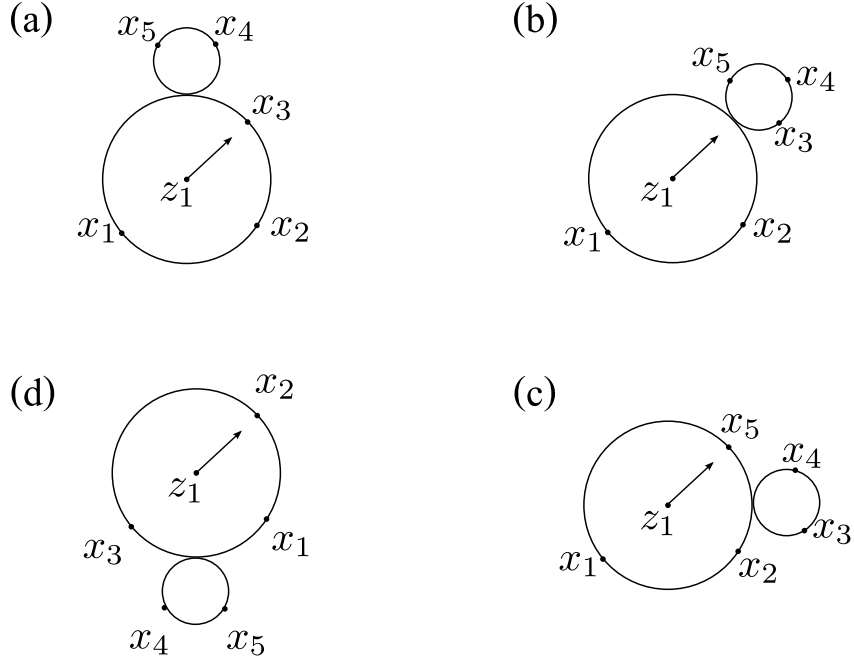 (a)
x₅ x₄
x₃
z₁
x₁ x₂
(b)
x₅ x₄
x₃
z₁
x₁ x₂
(d)
x₂
z₁
x₃ x₁
x₄ x₅
(c)
x₅ x₄
z₁
x₃
x₁ x₂